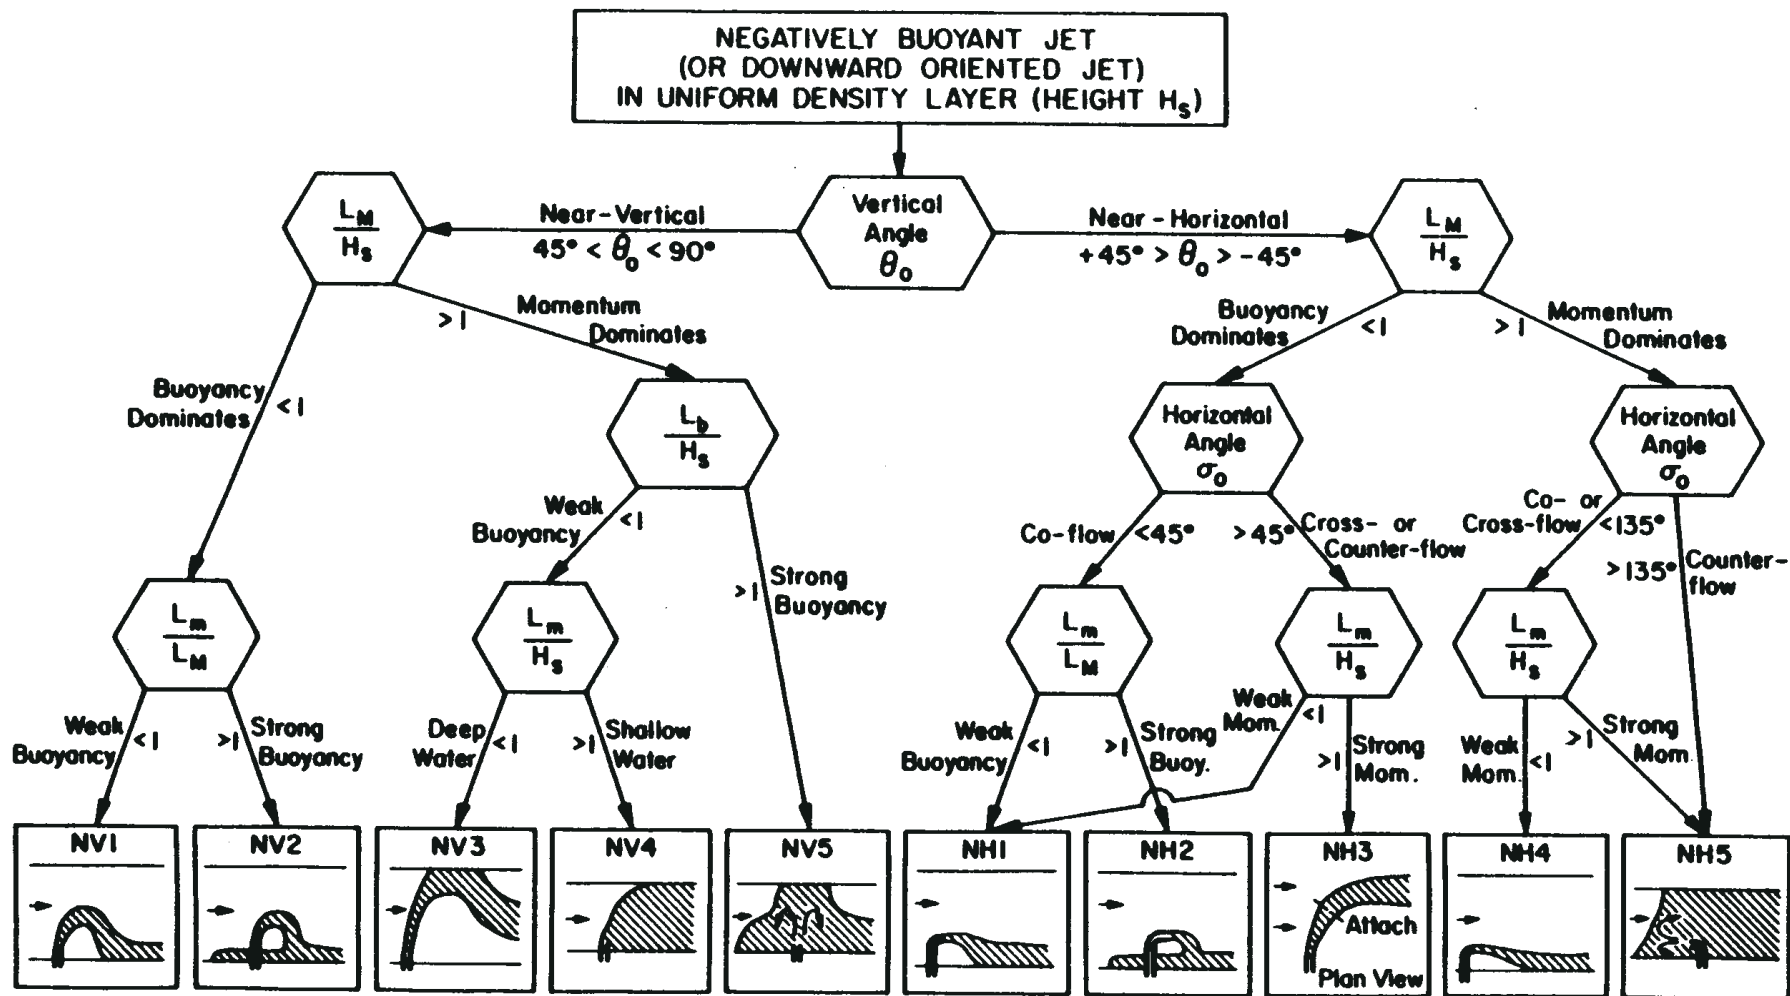 NEGATIVELY BUOYANT JET
(OR DOWNWARD ORIENTED JET)
IN UNIFORM DENSITY LAYER (HEIGHT Hs)
LM
Hs
Near-Vertical
45° < θo < 90°
Vertical
Angle
θo
Near-Horizontal
+45° > θo > -45°
LM
Hs
>1
Momentum
Dominates
Buoyancy
Dominates
<1
>1
Momentum
Dominates
Buoyancy
Dominates
<1
Lb
Hs
Horizontal
Angle
σo
Horizontal
Angle
σo
Weak
Buoyancy
<1
>1
Strong
Buoyancy
Co-flow
<45°
>45°
Cross- or
Counter-flow
Co- or
Cross-flow
<135°
>135°
Counter-
flow
Lm
LM
Lm
Hs
Lm
LM
Lm
Hs
Lm
Hs
Weak
Buoyancy
<1
>1
Strong
Buoyancy
Deep
Water
<1
>1
Shallow
Water
Weak
Buoyancy
<1
>1
Strong
Buoy.
Weak
Mom.
<1
>1
Strong
Mom.
Weak
Mom.
<1
>1
Strong
Mom.
NV1
NV2
NV3
NV4
NV5
NH1
NH2
NH3
NH4
NH5
Attach
Plan View